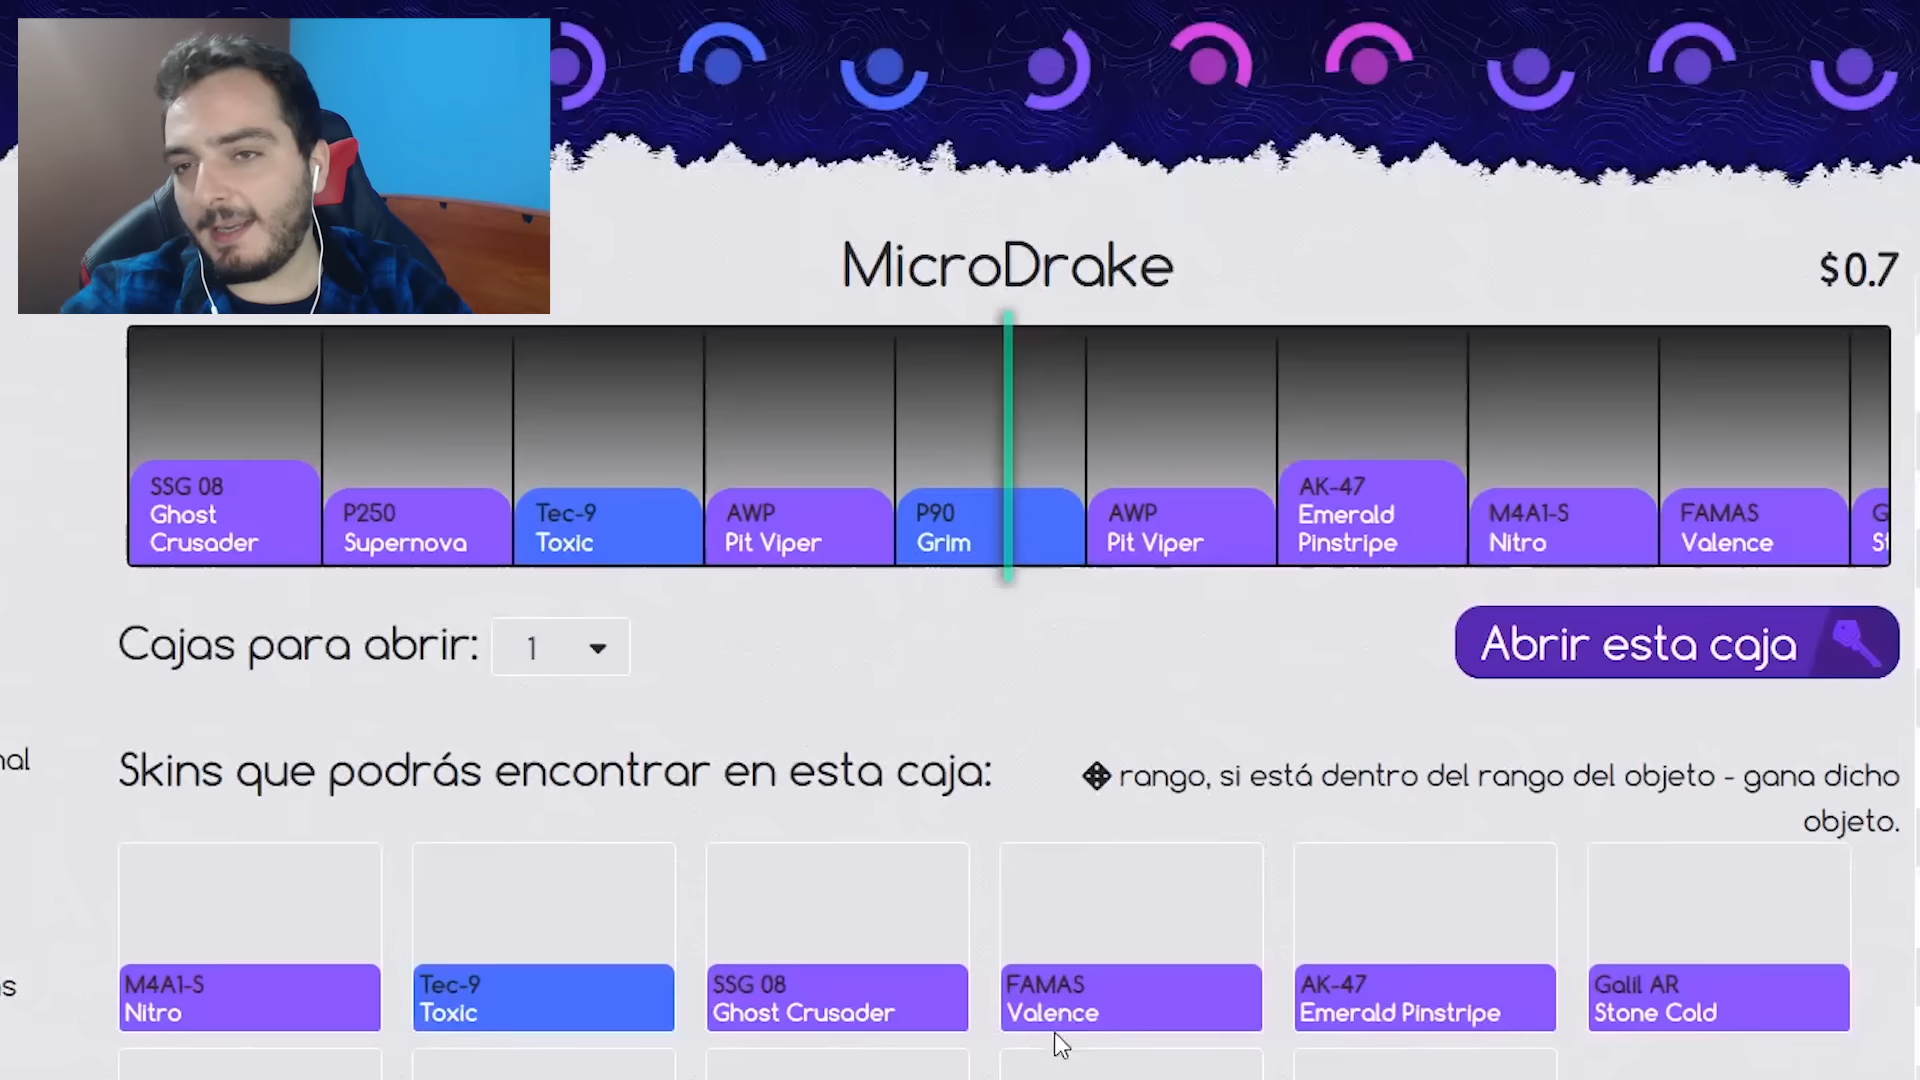 MicroDrake
$0.7
SSG 08
Ghost
Crusader
P250
Supernova
Tec-9
Toxic
AWP
Pit Viper
P90
Grim
AWP
Pit Viper
AK-47
Emerald
Pinstripe
M4A1-S
Nitro
FAMAS
Valence
G
St
Cajas para abrir:
1
Abrir esta caja
nal
Skins que podrás encontrar en esta caja:
rango, si está dentro del rango del objeto - gana dicho
objeto.
s
M4A1-S
Nitro
Tec-9
Toxic
SSG 08
Ghost Crusader
FAMAS
Valence
AK-47
Emerald Pinstripe
Galil AR
Stone Cold